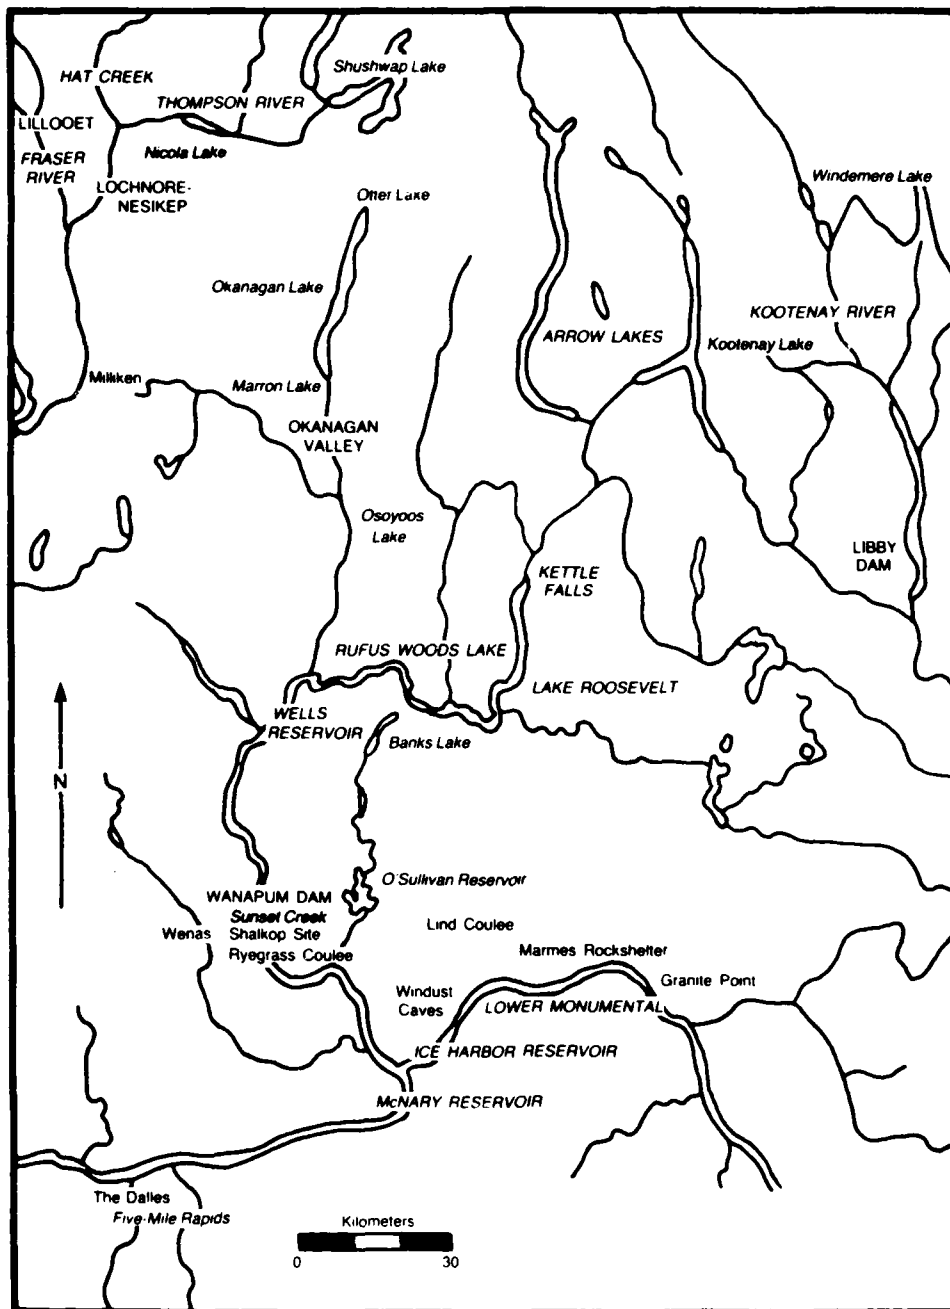 Shushwap Lake
HAT CREEK
THOMPSON RIVER
LILLOOET
Nicola Lake
FRASER
RIVER
LOCHNORE-
NESIKEP
Windemere Lake
Otter Lake
Okanagan Lake
KOOTENAY RIVER
ARROW LAKES
Kootenay Lake
Milliken
Marron Lake
OKANAGAN
VALLEY
Osoyoos
Lake
LIBBY
DAM
KETTLE
FALLS
RUFUS WOODS LAKE
LAKE ROOSEVELT
WELLS
RESERVOIR
Banks Lake
N
O'Sullivan Reservoir
WANAPUM DAM
Sunset Creek
Lind Coulee
Wenas
Shalkop Site
Ryegrass Coulee
Marmes Rockshelter
Granite Point
Windust
Caves
LOWER MONUMENTAL
ICE HARBOR RESERVOIR
McNARY RESERVOIR
The Dalles
Five-Mile Rapids
Kilometers
0 30